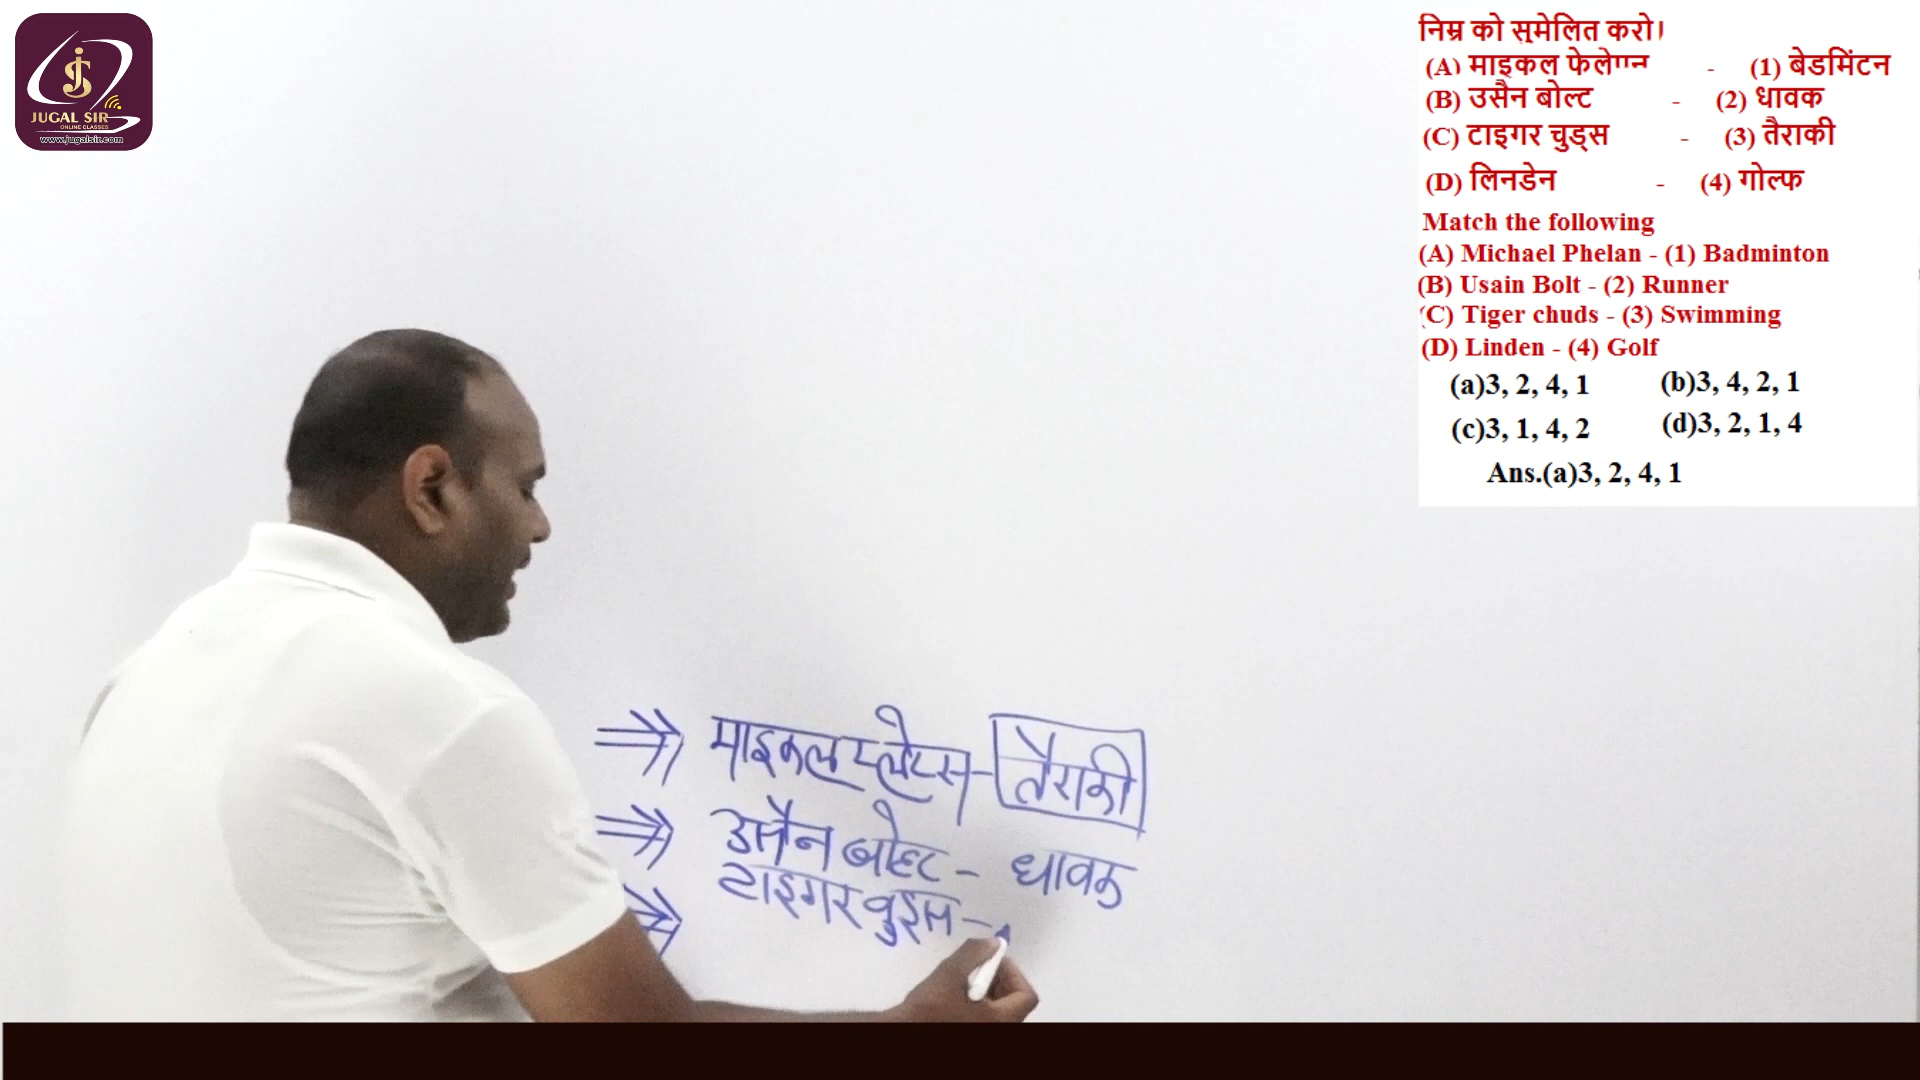 JUGAL SIR
ONLINE CLASSES
www.jugalsir.com
निम्न को सुमेलित करो।
(A) माइकल - (1) बेडमिंटन
(B) उसैन बोल्ट - (2) धावक
(C) टाइगर चुड्स - (3) तैराकी
(D) लिनडेन - (4) गोल्फ
Match the following
(A) Michael Phelan - (1) Badminton
(B) Usain Bolt - (2) Runner
(C) Tiger chuds - (3) Swimming
(D) Linden - (4) Golf
(a)3, 2, 4, 1 (b)3, 4, 2, 1
(c)3, 1, 4, 2 (d)3, 2, 1, 4
Ans.(a)3, 2, 4, 1
माइकल - तैराकी
उसैन बोल्ट - धावक
टाइगर वुड्स -